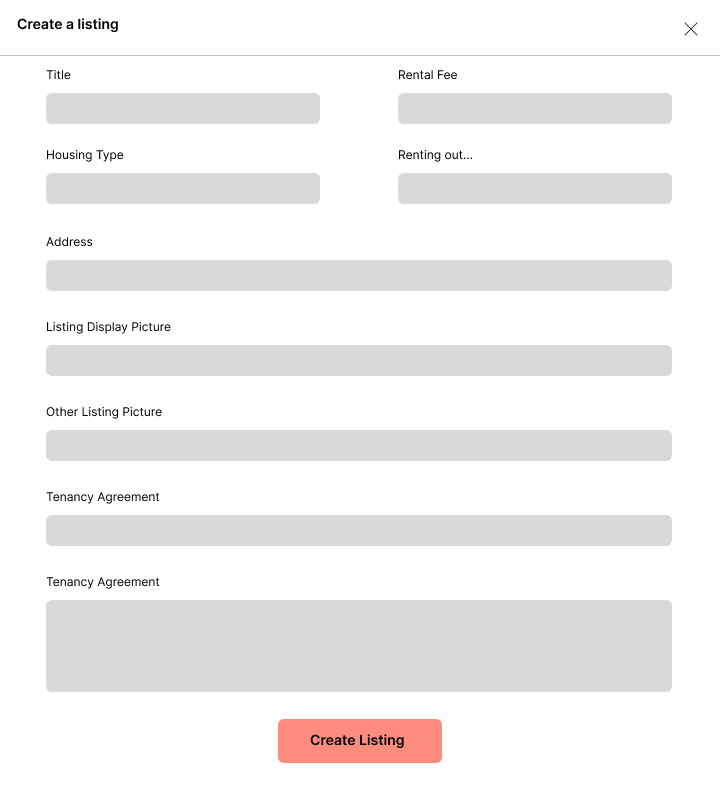 Create a listing
Title
Rental Fee
Housing Type
Renting out...
Address
Listing Display Picture
Other Listing Picture
Tenancy Agreement
Tenancy Agreement
Create Listing